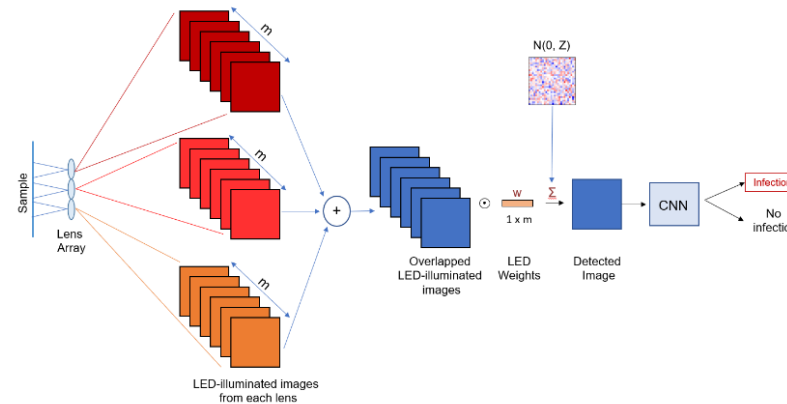 m
N(0, Z)
m
Sample
Lens
Array
+
W
Σ
1 x m
CNN
Infection
No
infectio
Overlapped
LED-illuminated
images
LED
Weights
Detected
Image
m
LED-illuminated images
from each lens